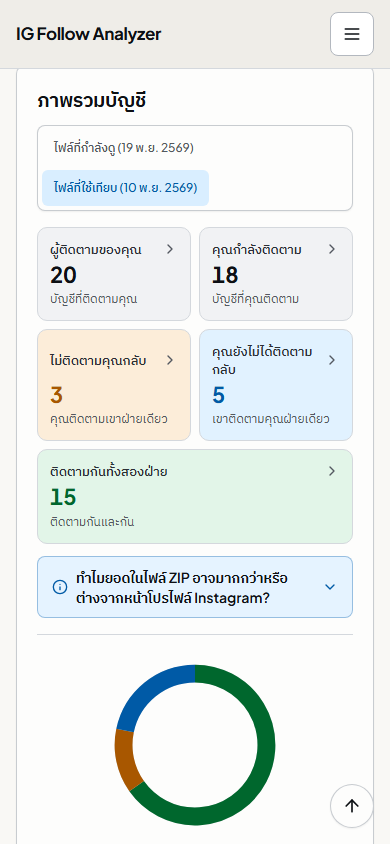 IG Follow Analyzer
ภาพรวมบัญชี
ไฟล์ที่กำลังดู (19 พ.ย. 2569)
ไฟล์ที่ใช้เทียบ (10 พ.ย. 2569)
ผู้ติดตามของคุณ
20
บัญชีที่ติดตามคุณ
คุณกำลังติดตาม
18
บัญชีที่คุณติดตาม
ไม่ติดตามคุณกลับ
3
คุณติดตามเขาฝ่ายเดียว
คุณยังไม่ได้ติดตาม
กลับ
5
เขาติดตามคุณฝ่ายเดียว
ติดตามกันทั้งสองฝ่าย
15
ติดตามกันและกัน
ทำไมยอดในไฟล์ ZIP อาจมากกว่าหรือ
ต่างจากหน้าโปรไฟล์ Instagram?